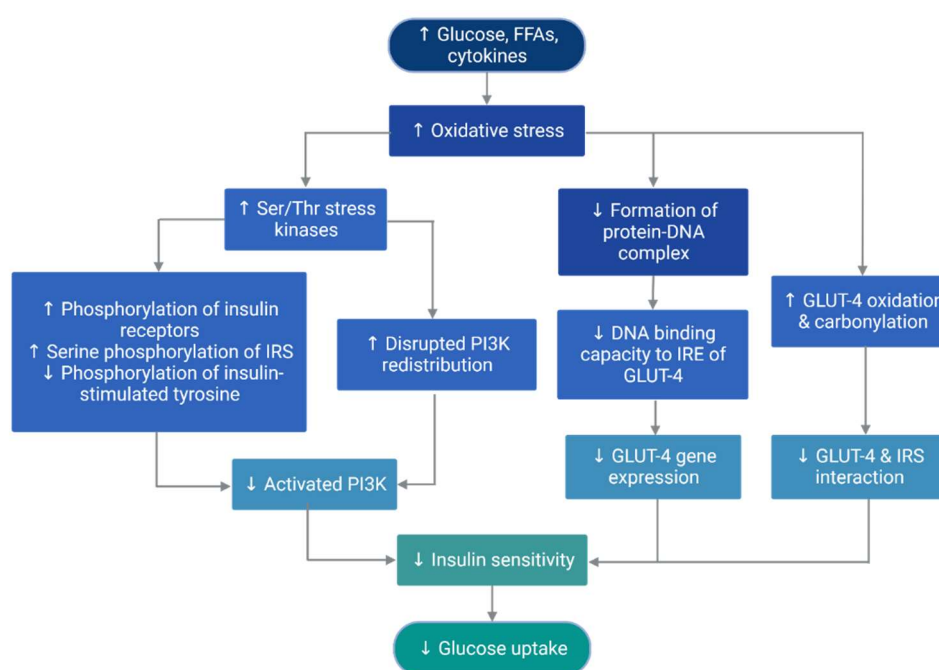 ↑ Glucose, FFAs,
cytokines
↑ Oxidative stress
↑ Ser/Thr stress
kinases
↓ Formation of
protein-DNA
complex
↑ Phosphorylation of insulin
receptors
↑ Serine phosphorylation of IRS
↓ Phosphorylation of insulin-
stimulated tyrosine
↑ Disrupted PI3K
redistribution
↓ DNA binding
capacity to IRE of
GLUT-4
↑ GLUT-4 oxidation
& carbonylation
↓ Activated PI3K
↓ GLUT-4 gene
expression
↓ GLUT-4 & IRS
interaction
↓ Insulin sensitivity
↓ Glucose uptake